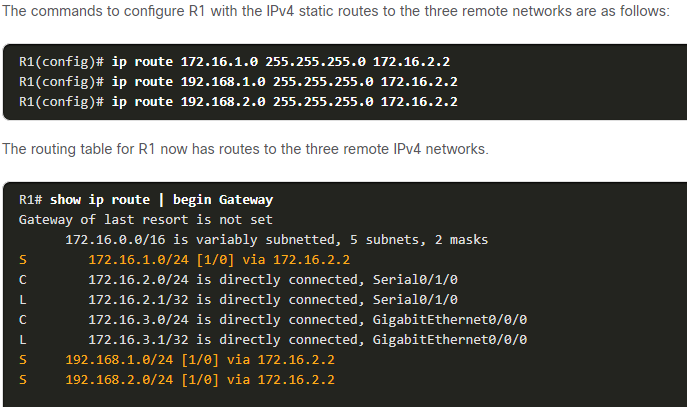 The commands to configure R1 with the IPv4 static routes to the three remote networks are as follows:
R1(config)# ip route 172.16.1.0 255.255.255.0 172.16.2.2
R1(config)# ip route 192.168.1.0 255.255.255.0 172.16.2.2
R1(config)# ip route 192.168.2.0 255.255.255.0 172.16.2.2
The routing table for R1 now has routes to the three remote IPv4 networks.
R1# show ip route | begin Gateway
Gateway of last resort is not set
      172.16.0.0/16 is variably subnetted, 5 subnets, 2 masks
S        172.16.1.0/24 [1/0] via 172.16.2.2
C        172.16.2.0/24 is directly connected, Serial0/1/0
L        172.16.2.1/32 is directly connected, Serial0/1/0
C        172.16.3.0/24 is directly connected, GigabitEthernet0/0/0
L        172.16.3.1/32 is directly connected, GigabitEthernet0/0/0
S     192.168.1.0/24 [1/0] via 172.16.2.2
S     192.168.2.0/24 [1/0] via 172.16.2.2